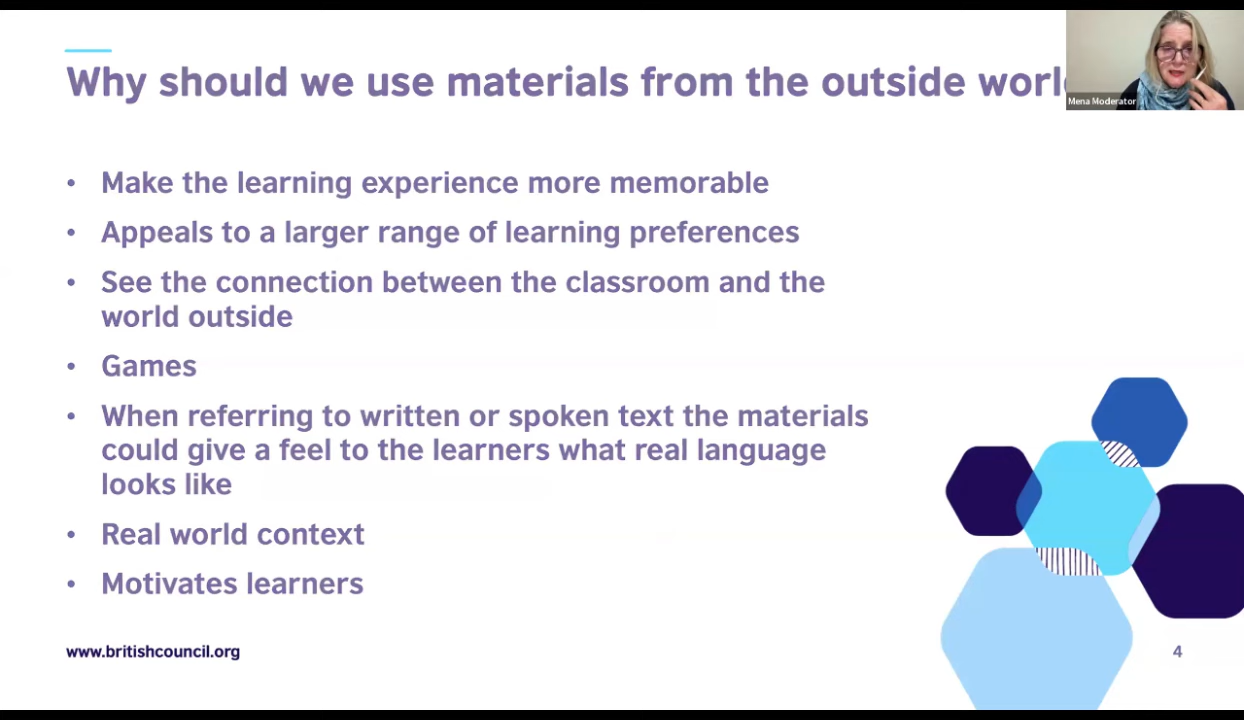 Why should we use materials from the outside
Mena Moderator
• Make the learning experience more memorable
• Appeals to a larger range of learning preferences
• See the connection between the classroom and the
world outside
• Games
• When referring to written or spoken text the materials
could give a feel to the learners what real language
looks like
• Real world context
• Motivates learners
www.britishcouncil.org
4